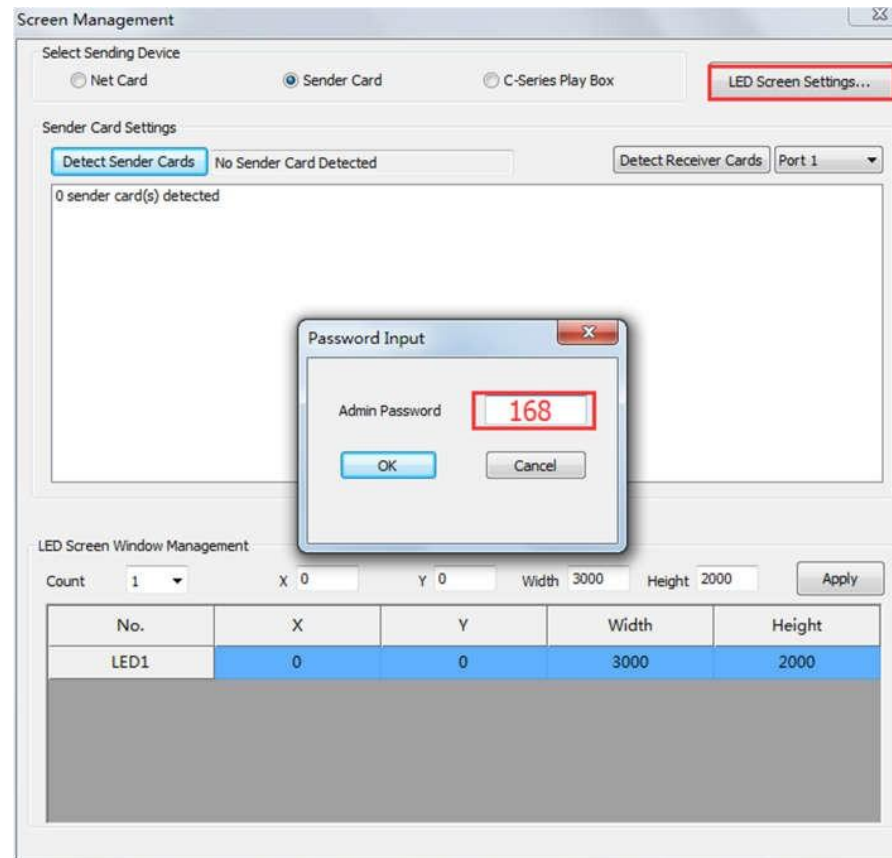 Screen Management
Select Sending Device
Net Card Sender Card C-Series Play Box LED Screen Settings...
Sender Card Settings
Detect Sender Cards No Sender Card Detected Detect Receiver Cards Port 1
0 sender card(s) detected
Password Input
Admin Password 168
OK Cancel
LED Screen Window Management
Count 1 X 0 Y 0 Width 3000 Height 2000 Apply
No. X Y Width Height
LED1 0 0 3000 2000